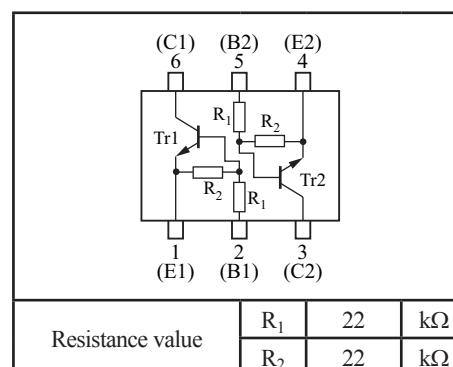 (C1) (B2) (E2)
6 5 4
R1
R2
Tr1
Tr2
R2
R1
1 2 3
(E1) (B1) (C2)
Resistance value R1 22 kΩ
R2 22 kΩ